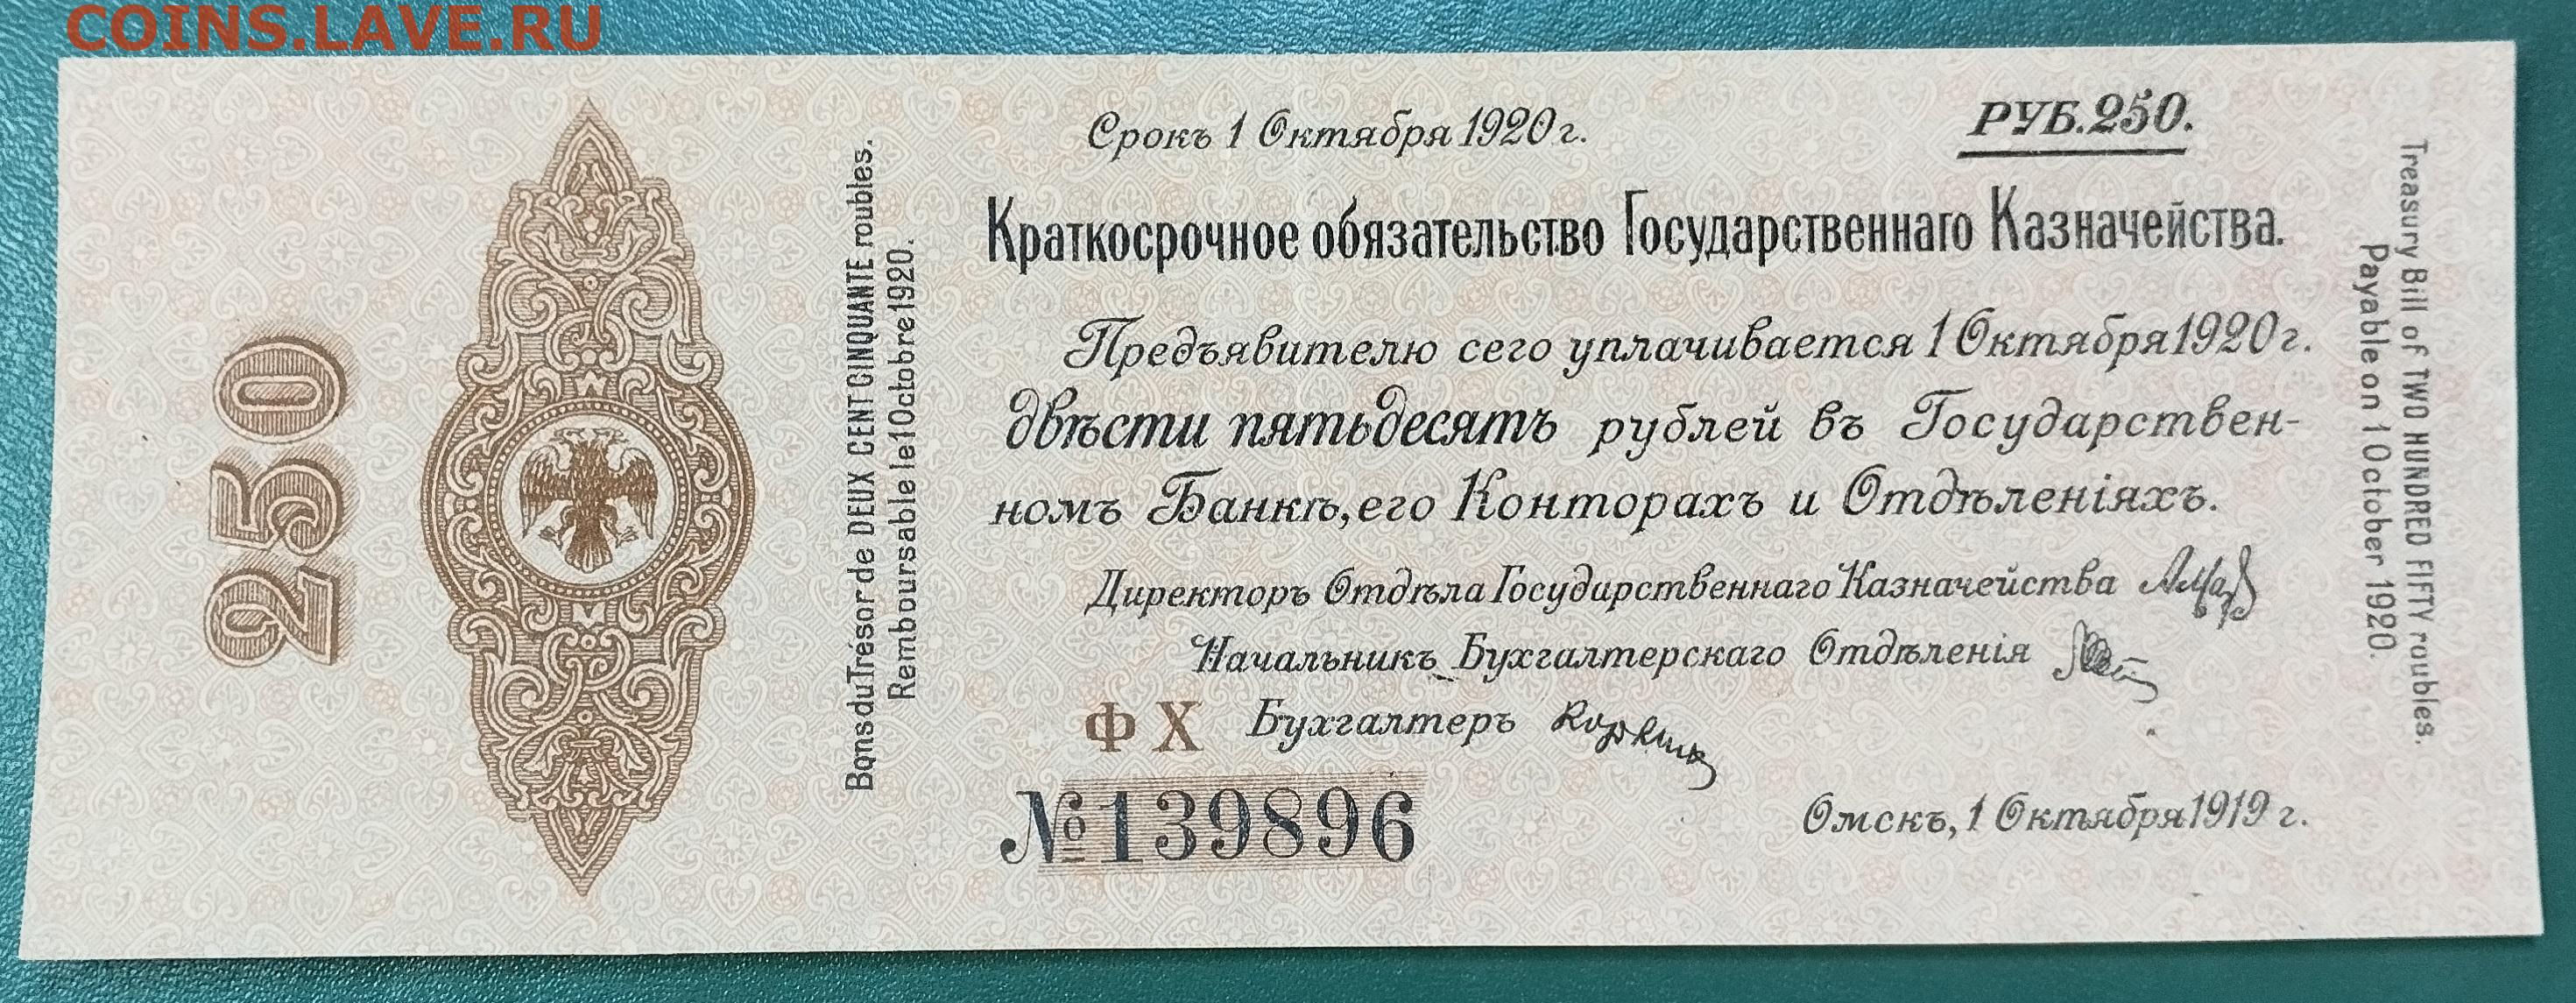 COINS.LAVE.RU
250
Bons du Trésor de DEUX CENT CINQUANTE roubles.
Remboursable le 1 Octobre 1920.
Срокъ 1 Октября 1920 г.
РУБ. 250.
Краткосрочное обязательство Государственнаго Казначейства.
Предъявителю сего уплачивается 1 Октября 1920 г.
двѣсти пятьдесятъ рублей въ Государствен-
номъ Банкѣ, его Конторахъ и Отдѣленіяхъ.
Директоръ Отдѣла Государственнаго Казначейства
Начальникъ Бухгалтерскаго Отдѣленія
ФХ Бухгалтеръ
№ 139896
Омскъ, 1 Октября 1919 г.
Treasury Bill of TWO HUNDRED FIFTY roubles.
Payable on 1 October 1920.